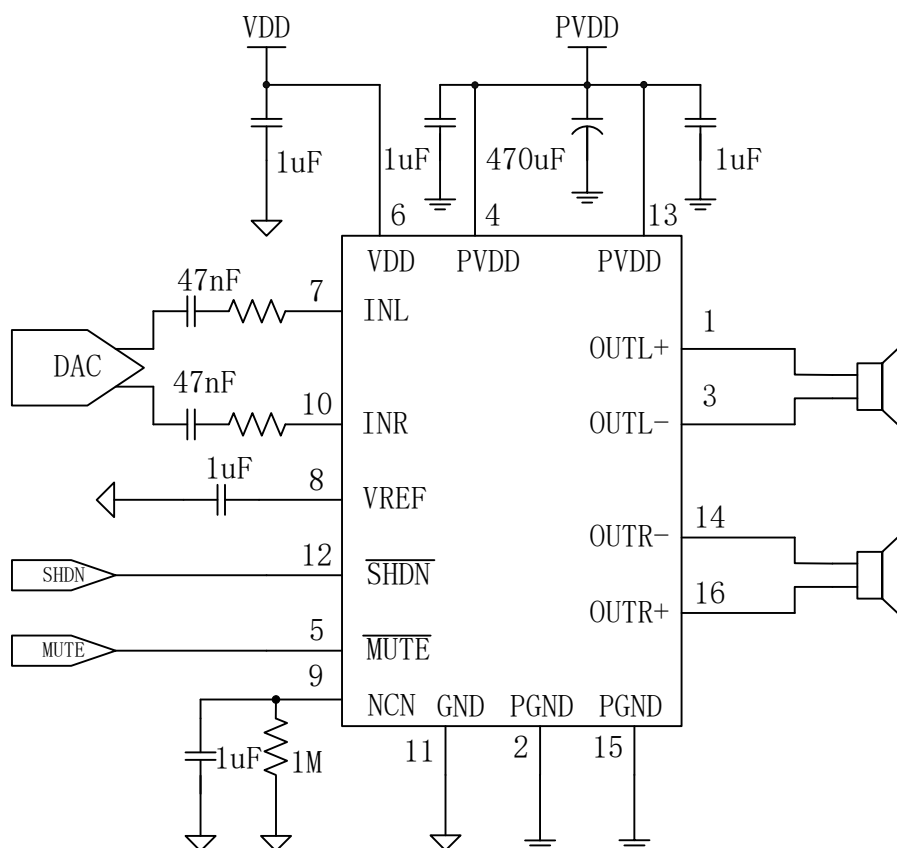 VDD
PVDD
1uF
1uF
470uF
1uF
6
4
13
VDD
PVDD
PVDD
47nF
7
INL
1
OUTL+
DAC
47nF
10
INR
3
OUTL-
1uF
8
VREF
14
OUTR-
SHDN
12
SHDN
16
OUTR+
MUTE
5
MUTE
9
NCN
GND
PGND
PGND
1uF
1M
11
2
15